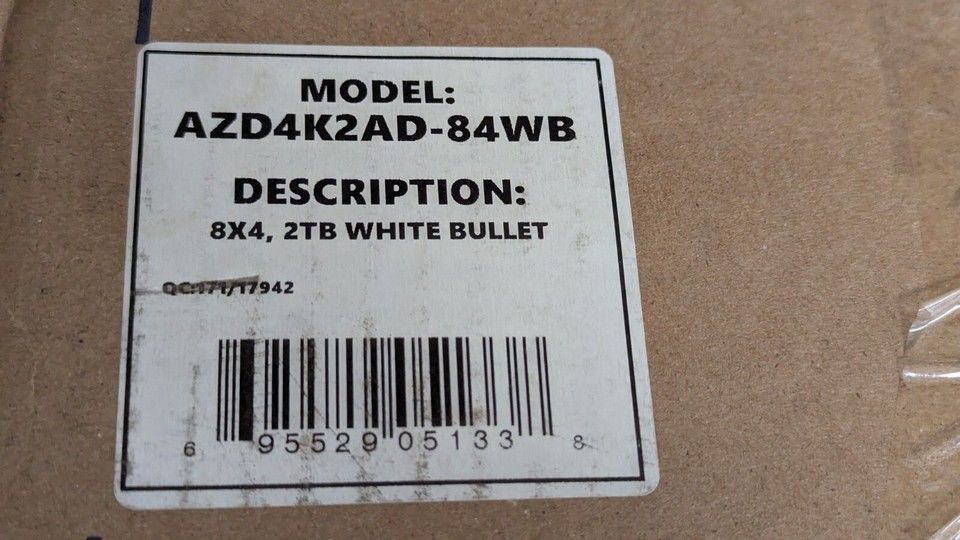 MODEL:
AZD4K2AD-84WB
DESCRIPTION:
8X4, 2TB WHITE BULLET
QC:171/17942
6 95529 05133 8